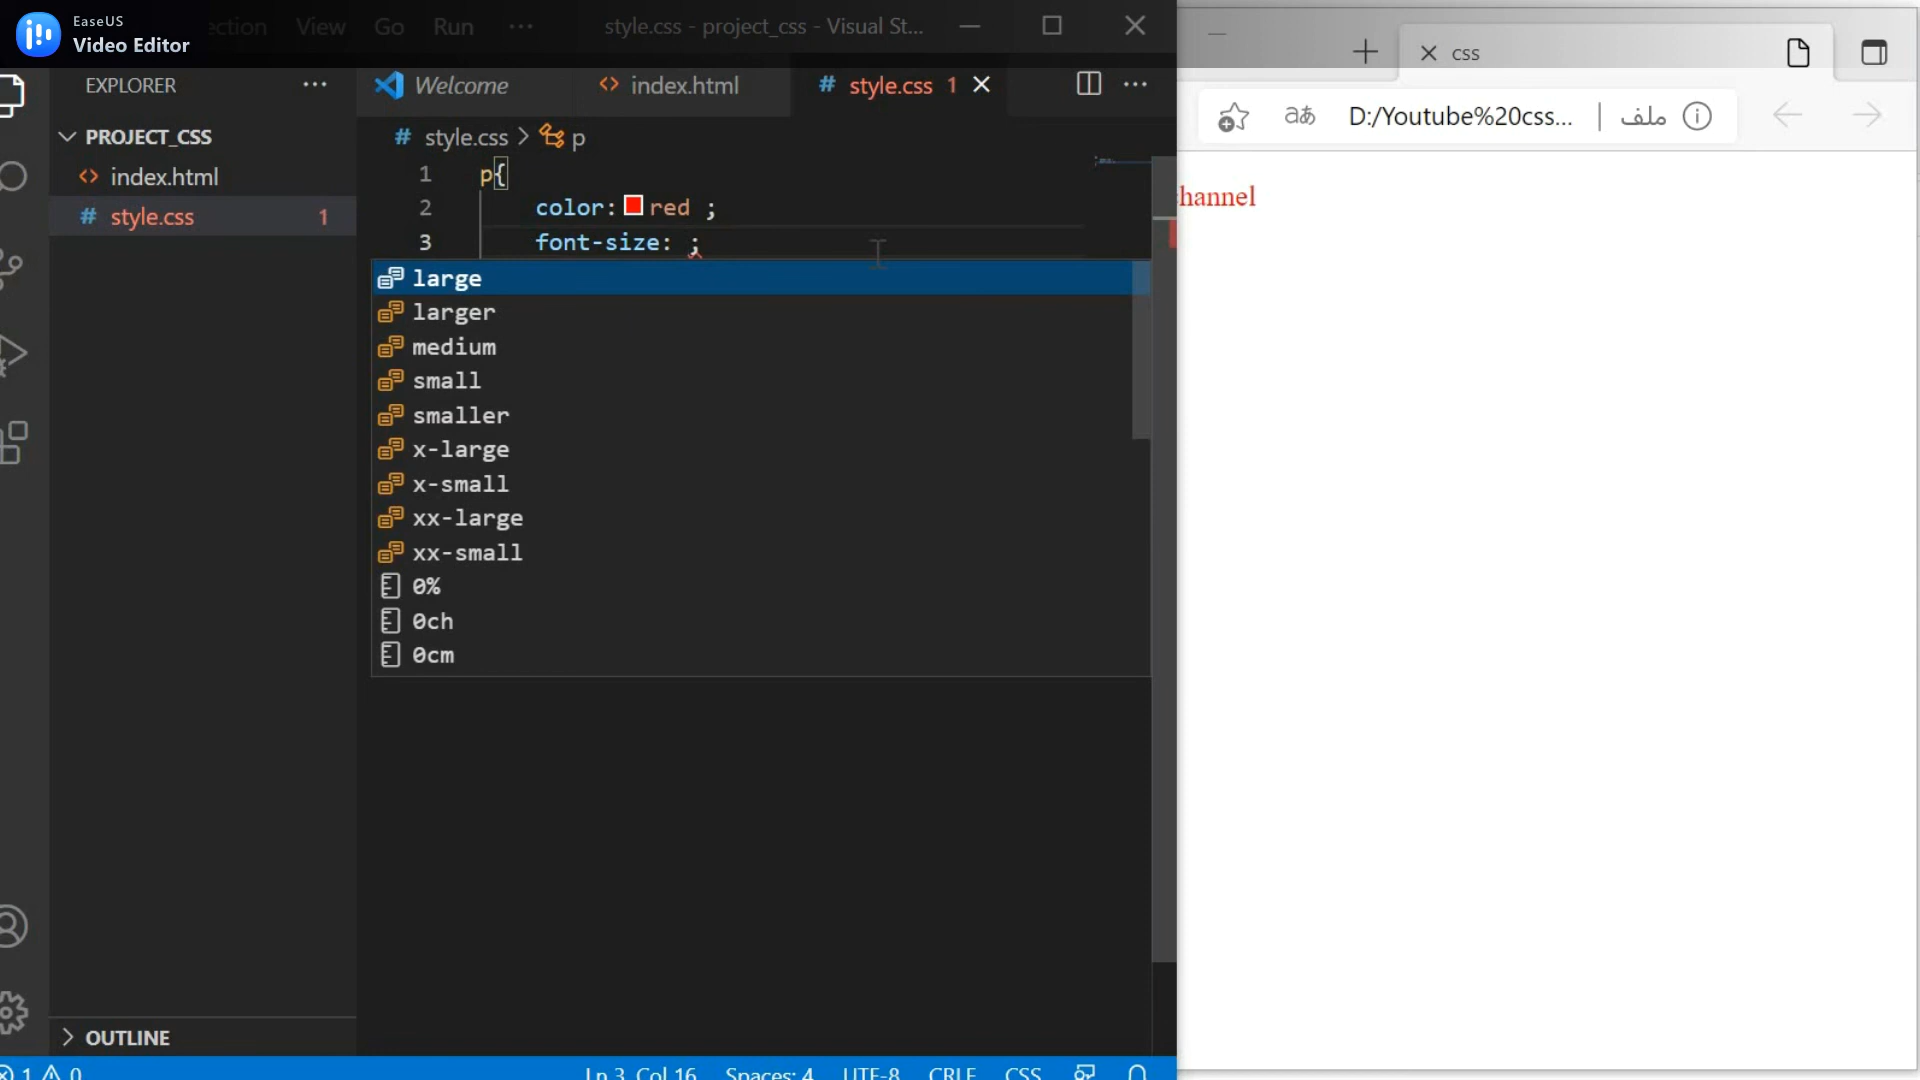 EaseUS
Video Editor
ection View Go Run ··· style.css - project_css - Visual St...
EXPLORER ···
Welcome <> index.html # style.css 1 ···
PROJECT_CSS
<> index.html
# style.css 1
# style.css > p
1 p{
2 color: red ;
3 font-size: ;
large
larger
medium
small
smaller
x-large
x-small
xx-large
xx-small
0%
0ch
0cm
OUTLINE
1 0 Ln 3, Col 16 Spaces: 4 UTF-8 CRLF CSS
css
aあ D:/Youtube%20css... | ملف
hannel